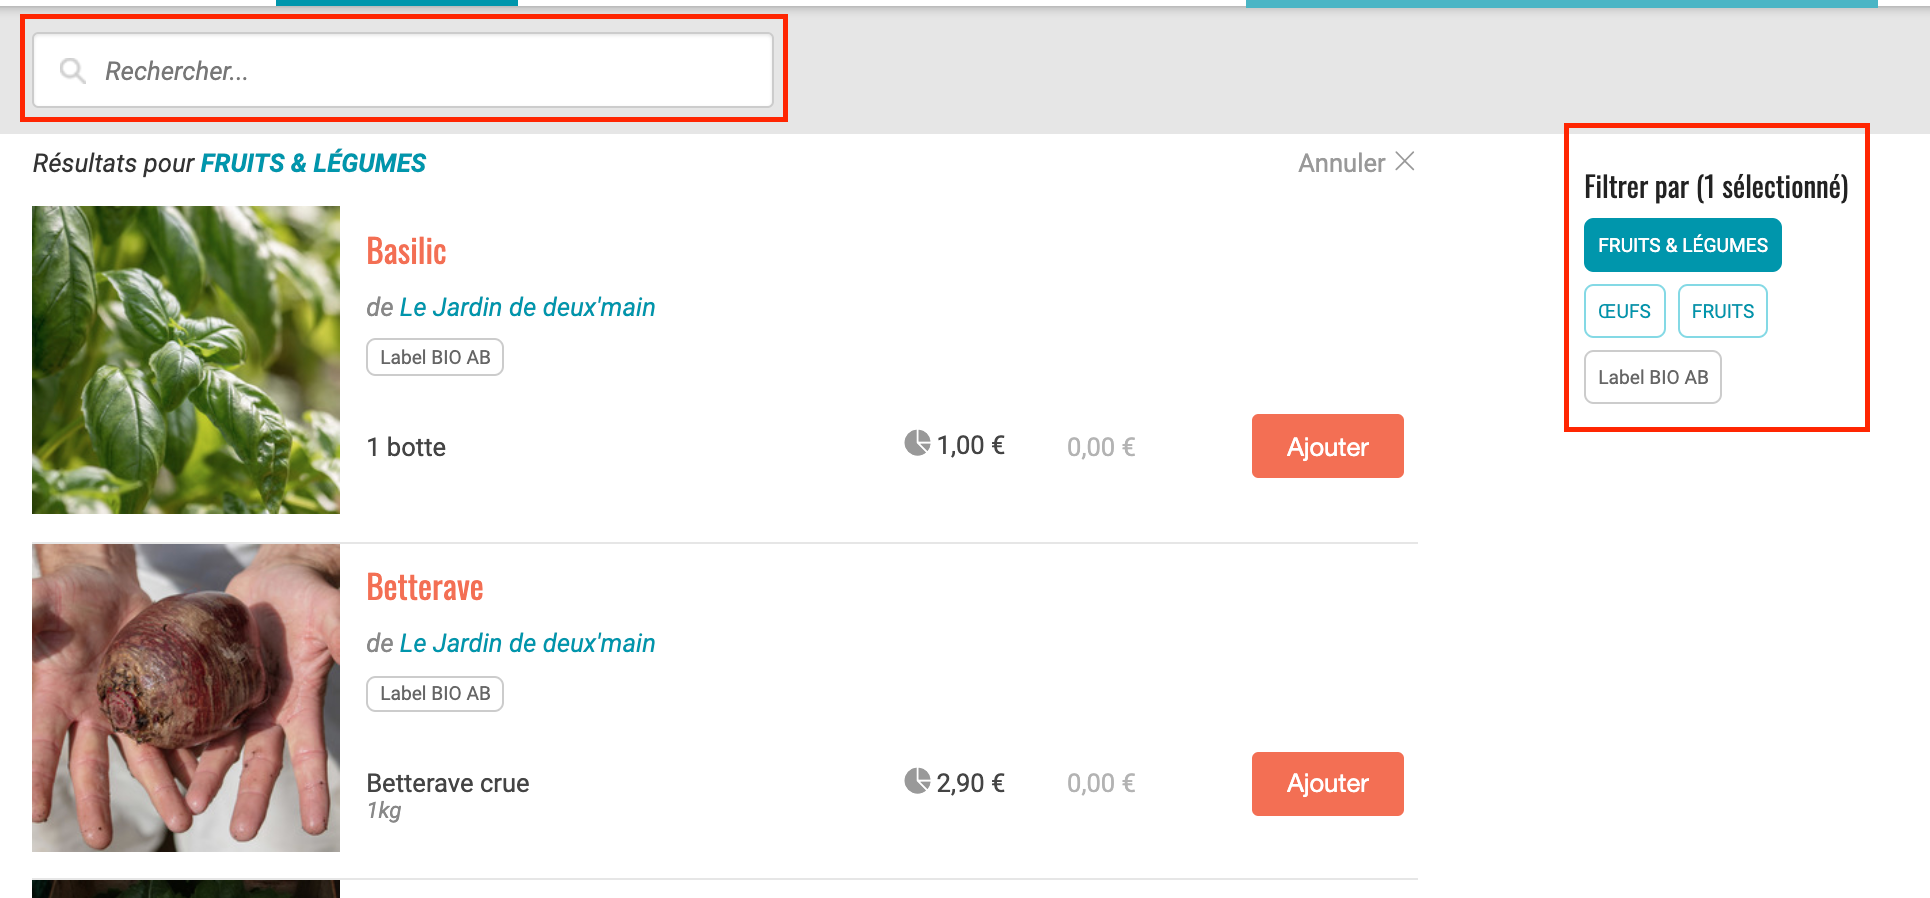 Rechercher...
Résultats pour FRUITS & LÉGUMES
Annuler
Basilic
de Le Jardin de deux'main
Label BIO AB
1 botte
1,00 €
0,00 €
Ajouter
Betterave
de Le Jardin de deux'main
Label BIO AB
Betterave crue
1kg
2,90 €
0,00 €
Ajouter
Filtrer par (1 sélectionné)
FRUITS & LÉGUMES
ŒUFS
FRUITS
Label BIO AB